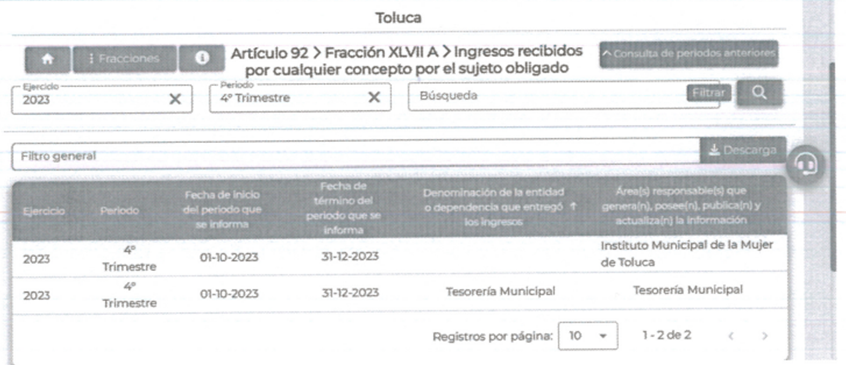 Toluca
Fracciones
Artículo 92 > Fracción XLVII A > Ingresos recibidos
por cualquier concepto por el sujeto obligado
Consulta de periodos anteriores
Ejercicio
2023
Periodo
4º Trimestre
Búsqueda
Filtrar
Filtro general
Descarga
Ejercicio
Periodo
Fecha de inicio
del periodo que
se informa
Fecha de
término del
periodo que se
informa
Denominación de la entidad
o dependencia que entregó ↑
los ingresos
Área(s) responsable(s) que
genera(n), posee(n), publica(n) y
actualiza(n) la información
2023
4º
Trimestre
01-10-2023
31-12-2023
Instituto Municipal de la Mujer
de Toluca
2023
4º
Trimestre
01-10-2023
31-12-2023
Tesorería Municipal
Tesorería Municipal
Registros por página: 10
1 - 2 de 2